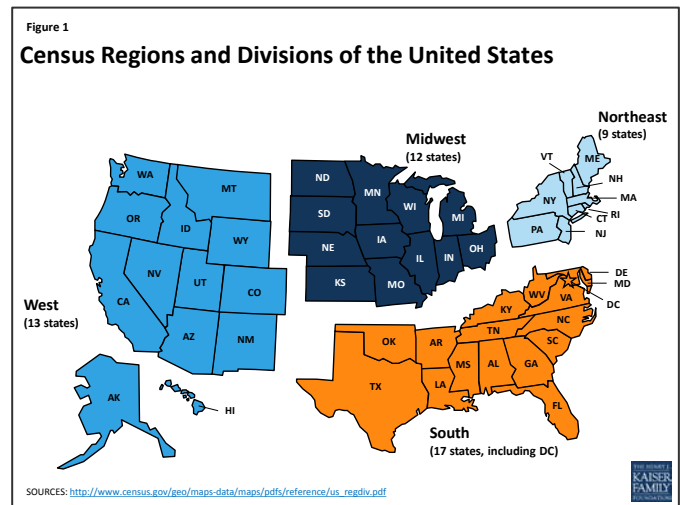 Figure 1
Census Regions and Divisions of the United States
Northeast
(9 states)
Midwest
(12 states)
West
(13 states)
South
(17 states, including DC)
WA
MT
OR
ID
WY
NV
UT
CO
CA
AZ
NM
AK
HI
ND
MN
SD
WI
MI
NE
IA
IL
IN
OH
KS
MO
VT
ME
NH
NY
MA
RI
CT
PA
NJ
DE
MD
DC
WV
VA
KY
NC
TN
SC
OK
AR
TX
LA
MS
AL
GA
FL
SOURCES: http://www.census.gov/geo/maps-data/maps/pdfs/reference/us_regdiv.pdf
THE HENRY J.
KAISER
FAMILY
FOUNDATION